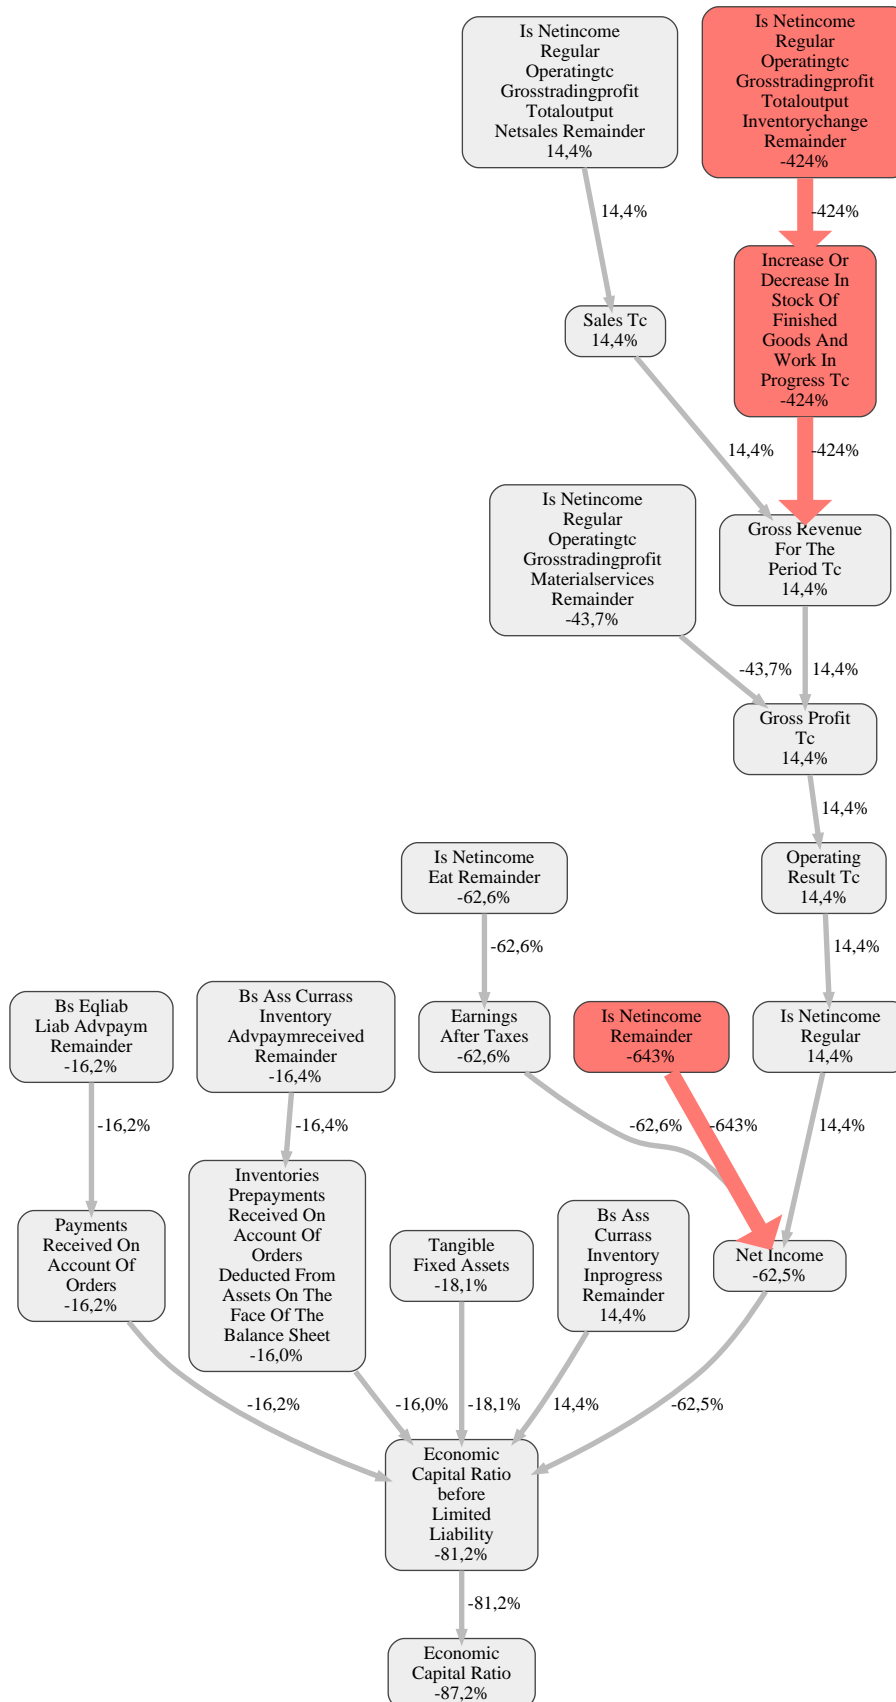 Is Netincome
Regular
Operatingtc
Grosstradingprofit
Totaloutput
Netsales Remainder
14,4%
Is Netincome
Regular
Operatingtc
Grosstradingprofit
Totaloutput
Inventorychange
Remainder
-424%
14,4%
-424%
Increase Or
Decrease In
Stock Of
Finished
Goods And
Work In
Progress Tc
-424%
Sales Tc
14,4%
14,4%
-424%
Is Netincome
Regular
Operatingtc
Grosstradingprofit
Materialservices
Remainder
-43,7%
Gross Revenue
For The
Period Tc
14,4%
-43,7%
14,4%
Gross Profit
Tc
14,4%
14,4%
Is Netincome
Eat Remainder
-62,6%
Operating
Result Tc
14,4%
-62,6%
14,4%
Bs Eqliab
Liab Advpaym
Remainder
-16,2%
Bs Ass Currass
Inventory
Advpaymreceived
Remainder
-16,4%
Earnings
After Taxes
-62,6%
Is Netincome
Remainder
-643%
Is Netincome
Regular
14,4%
-16,2%
-16,4%
-62,6%
-643%
14,4%
Payments
Received On
Account Of
Orders
-16,2%
Inventories
Prepayments
Received On
Account Of
Orders
Deducted From
Assets On The
Face Of The
Balance Sheet
-16,0%
Tangible
Fixed Assets
-18,1%
Bs Ass
Currass
Inventory
Inprogress
Remainder
14,4%
Net Income
-62,5%
-16,2%
-16,0%
-18,1%
14,4%
-62,5%
Economic
Capital Ratio
before
Limited
Liability
-81,2%
-81,2%
Economic
Capital Ratio
-87,2%